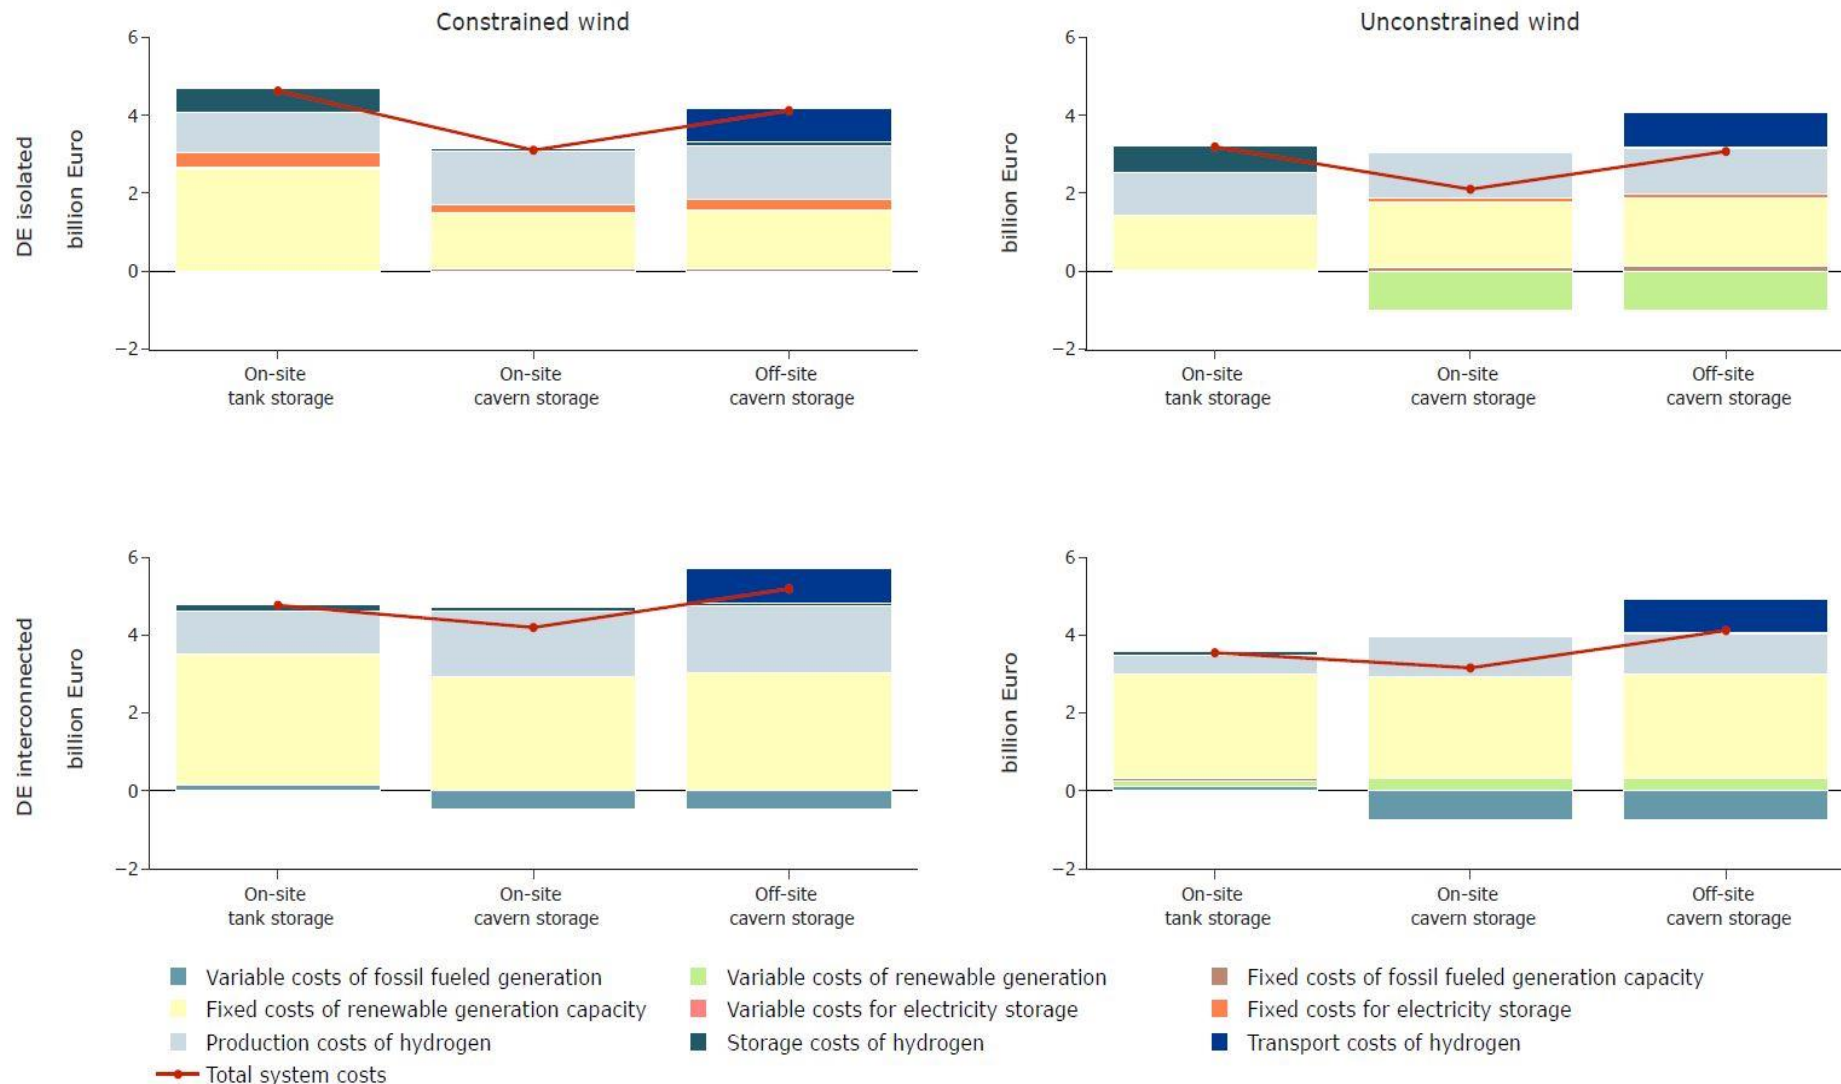 Constrained wind
Unconstrained wind
DE isolated
billion Euro
6
4
2
0
−2
On-site
tank storage
On-site
cavern storage
Off-site
cavern storage
billion Euro
6
4
2
0
−2
On-site
tank storage
On-site
cavern storage
Off-site
cavern storage
DE interconnected
billion Euro
6
4
2
0
−2
On-site
tank storage
On-site
cavern storage
Off-site
cavern storage
billion Euro
6
4
2
0
−2
On-site
tank storage
On-site
cavern storage
Off-site
cavern storage
Variable costs of fossil fueled generation
Variable costs of renewable generation
Fixed costs of fossil fueled generation capacity
Fixed costs of renewable generation capacity
Variable costs for electricity storage
Fixed costs for electricity storage
Production costs of hydrogen
Storage costs of hydrogen
Transport costs of hydrogen
Total system costs